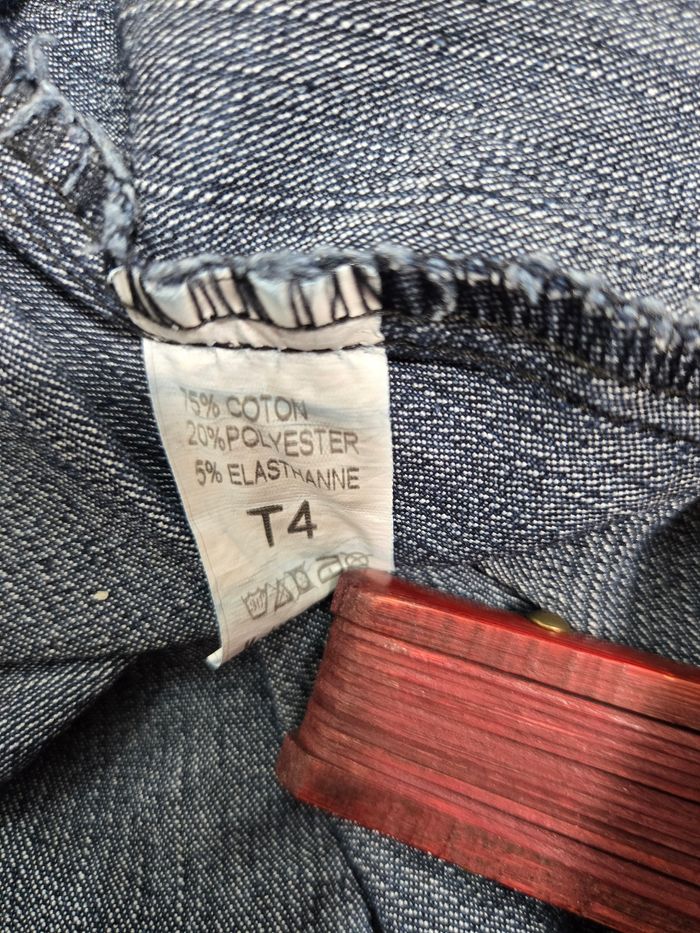 75% COTON
20%POLYESTER
5% ELASTHANNE
T4